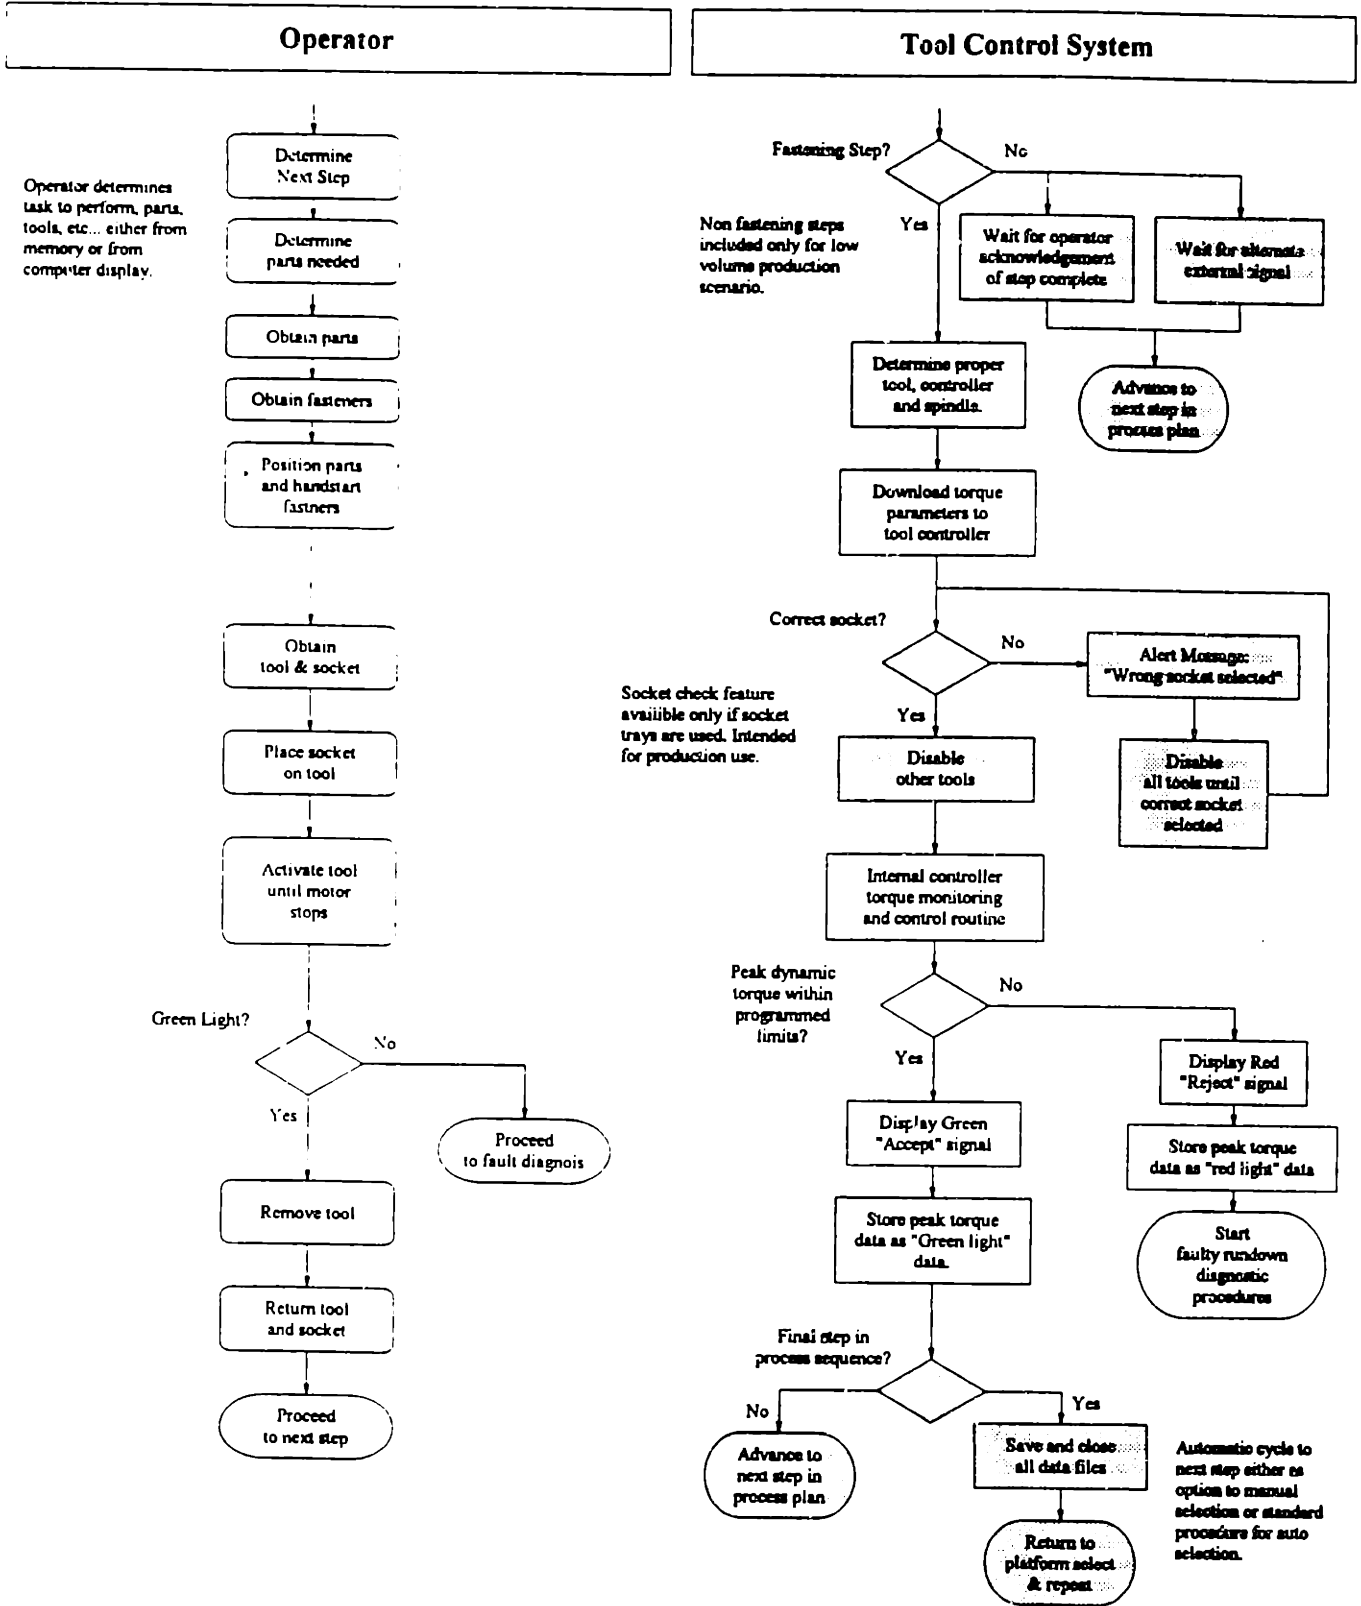 Operator
Determine
Next Step
Operator determines
task to perform, parts,
tools, etc... either from
memory or from
computer display.
Determine
parts needed
Obtain parts
Obtain fasteners
Position parts
and handstart
fastners
Obtain
tool & socket
Place socket
on tool
Activate tool
until motor
stops
Green Light?
No
Yes
Proceed
to fault diagnois
Remove tool
Return tool
and socket
Proceed
to next step
Tool Control System
Fastening Step?
No
Yes
Non fastening steps
included only for low
volume production
scenario.
Wait for operator
acknowledgement
of step complete
Wait for alternate
external signal
Determine proper
tool, controller
and spindle.
Advance to
next step in
process plan
Download torque
parameters to
tool controller
Correct socket?
No
Alert Message:
"Wrong socket selected"
Yes
Socket check feature
availible only if socket
trays are used. Intended
for production use.
Disable
other tools
Disable
all tools until
correct socket
selected
Internal controller
torque monitoring
and control routine
Peak dynamic
torque within
programmed
limits?
No
Yes
Display Red
"Reject" signal
Display Green
"Accept" signal
Store peak torque
data as "red light" data
Store peak torque
data as "Green light"
data.
Start
faulty rundown
diagnostic
procedures
Final step in
process sequence?
No
Yes
Advance to
next step in
process plan
Save and close
all data files
Automatic cycle to
next step either as
option to manual
selection or standard
procedure for auto
selection.
Return to
platform select
& repeat